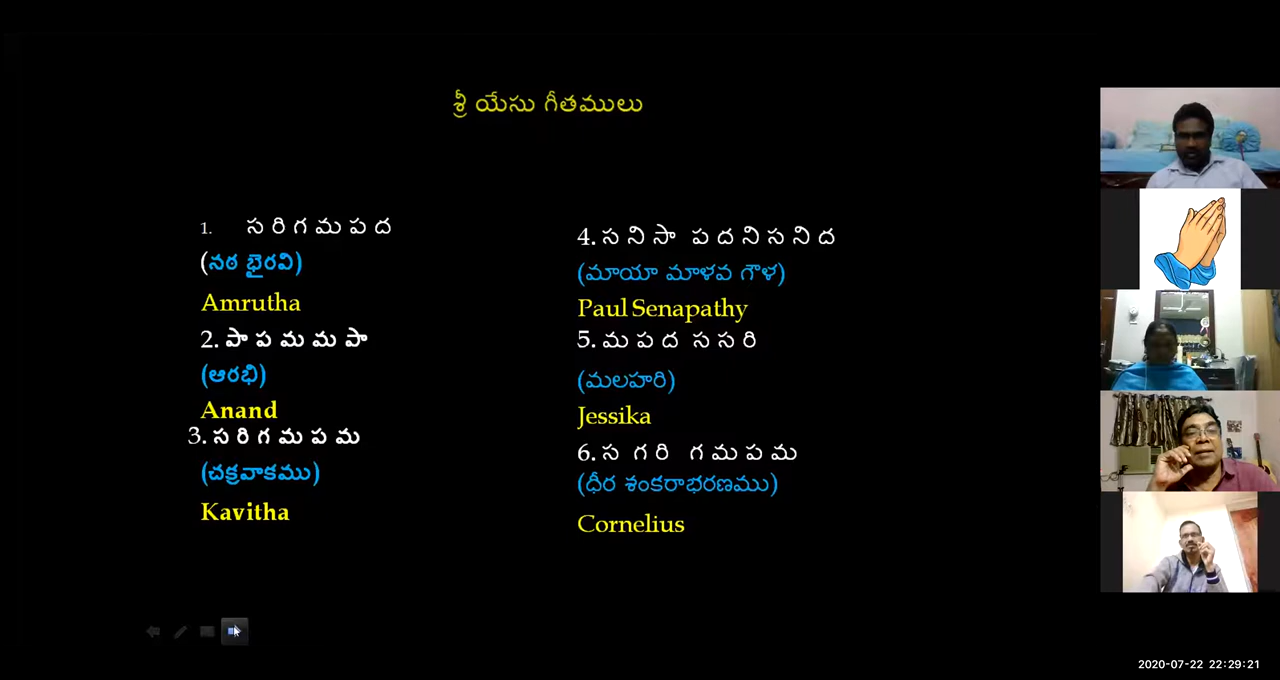 శ్రీ యేసు గీతములు
1. స రి గ మ ప ద
(నఠ భైరవి)
Amrutha
2. పా ప మ మ పా
(ఆరభి)
Anand
3. స రి గ మ ప మ
(చక్రవాకము)
Kavitha
4. స ని సా ప ద ని స ని ద
(మాయా మాళవ గౌళ)
Paul Senapathy
5. మ ప ద స స రి
(మలహరి)
Jessika
6. స గ రి గ మ ప మ
(ధీర శంకరాభరణము)
Cornelius
2020-07-22 22:29:21